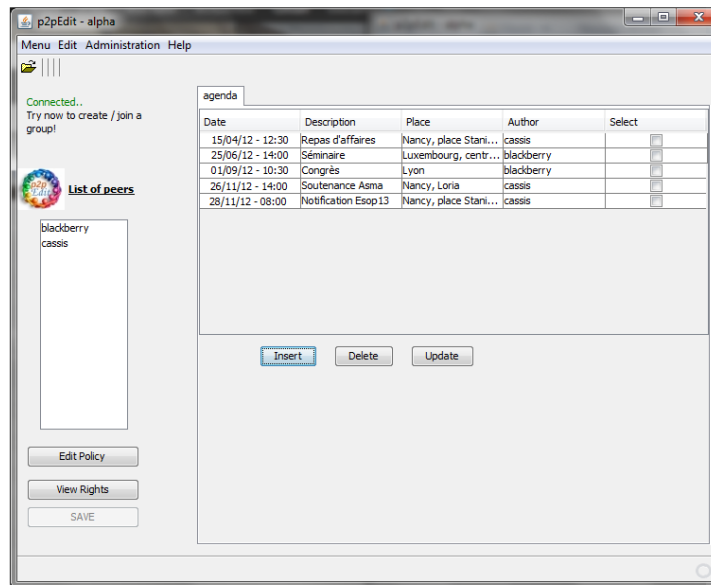 p2pEdit - alpha
Menu Edit Administration Help
Connected..
Try now to create / join a
group!
p2p
Edit
List of peers
blackberry
cassis
Edit Policy
View Rights
SAVE
agenda
Date Description Place Author Select
15/04/12 - 12:30 Repas d'affaires Nancy, place Stani... cassis
25/06/12 - 14:00 Séminaire Luxembourg, centr... blackberry
01/09/12 - 10:30 Congrès Lyon blackberry
26/11/12 - 14:00 Soutenance Asma Nancy, Loria cassis
28/11/12 - 08:00 Notification Esop13 Nancy, place Stani... cassis
Insert Delete Update